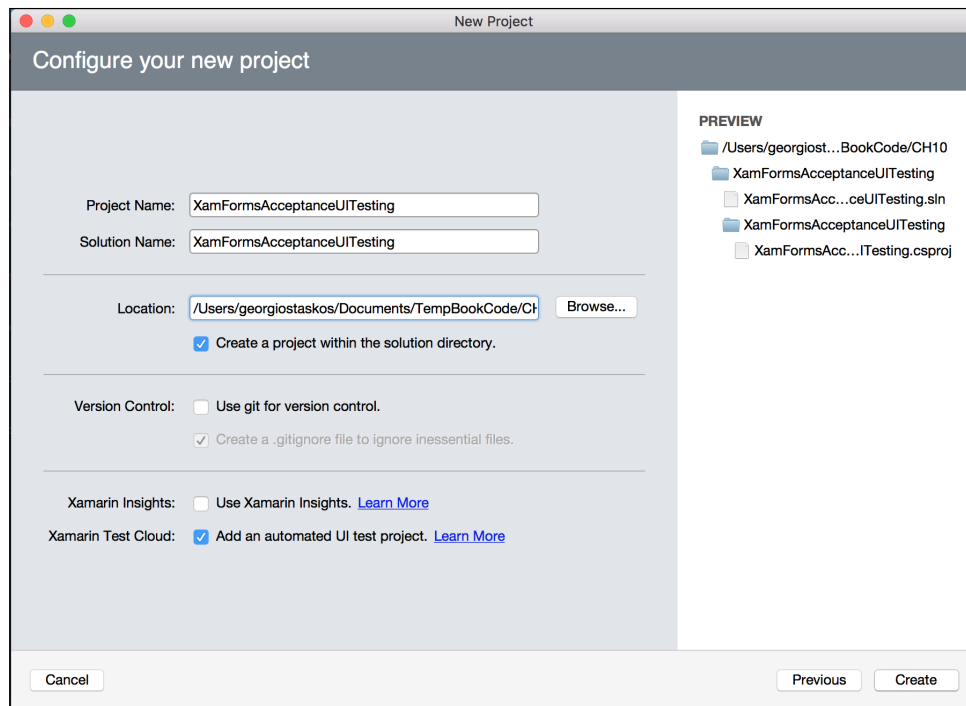 New Project
Configure your new project
Project Name: XamFormsAcceptanceUITesting
Solution Name: XamFormsAcceptanceUITesting
Location: /Users/georgiostaskos/Documents/TempBookCode/CH Browse...
Create a project within the solution directory.
Version Control: Use git for version control.
Create a .gitignore file to ignore inessential files.
Xamarin Insights: Use Xamarin Insights. Learn More
Xamarin Test Cloud: Add an automated UI test project. Learn More
PREVIEW
/Users/georgiost...BookCode/CH10
XamFormsAcceptanceUITesting
XamFormsAcc...ceUITesting.sln
XamFormsAcceptanceUITesting
XamFormsAcc...ITesting.csproj
Cancel Previous Create